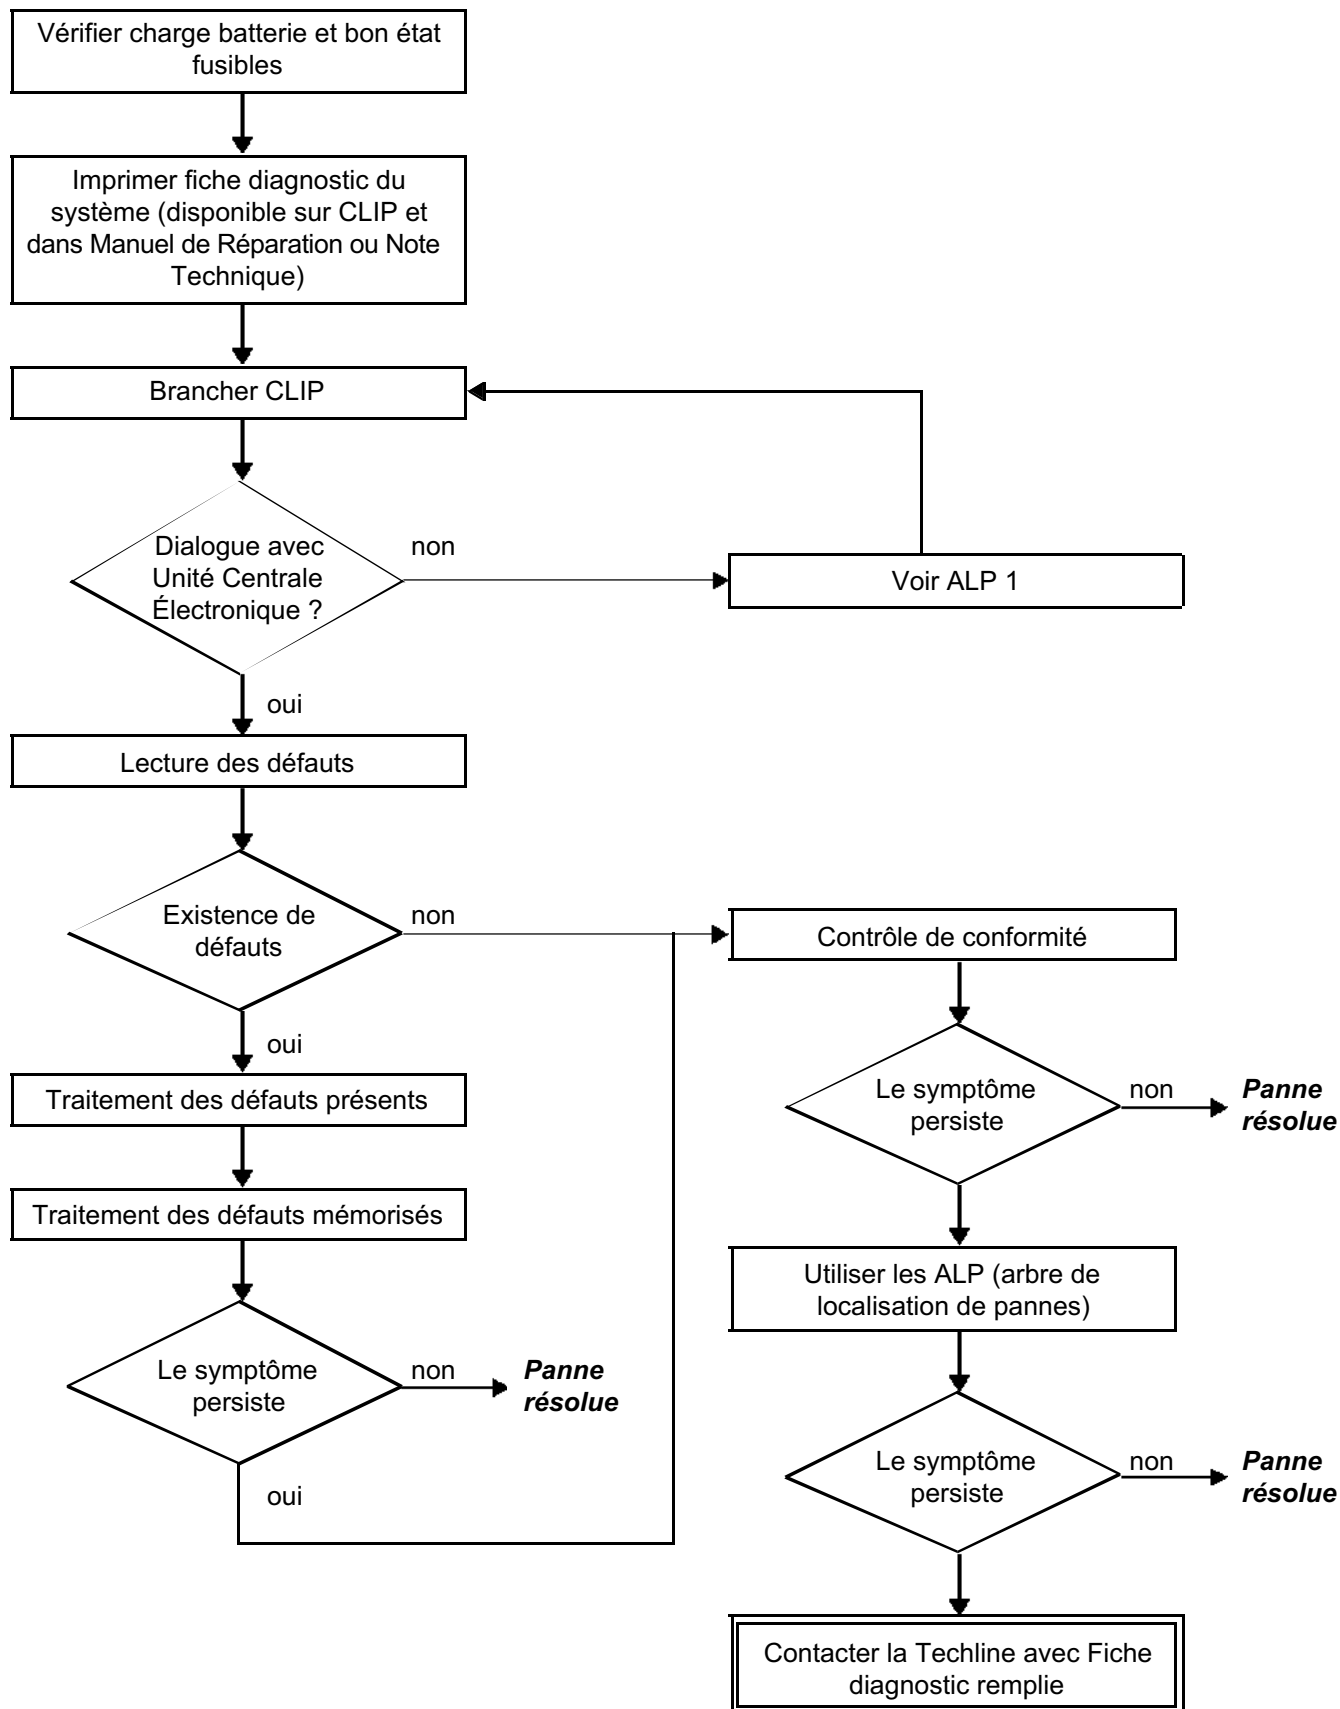 Vérifier charge batterie et bon état
fusibles
Imprimer fiche diagnostic du
système (disponible sur CLIP et
dans Manuel de Réparation ou Note
Technique)
Brancher CLIP
Dialogue avec
Unité Centrale
Électronique ?
non
Voir ALP 1
oui
Lecture des défauts
Existence de
défauts
non
Contrôle de conformité
oui
Traitement des défauts présents
Traitement des défauts mémorisés
Le symptôme
persiste
non
Panne
résolue
oui
Le symptôme
persiste
non
Panne
résolue
Utiliser les ALP (arbre de
localisation de pannes)
Le symptôme
persiste
non
Panne
résolue
Contacter la Techline avec Fiche
diagnostic remplie